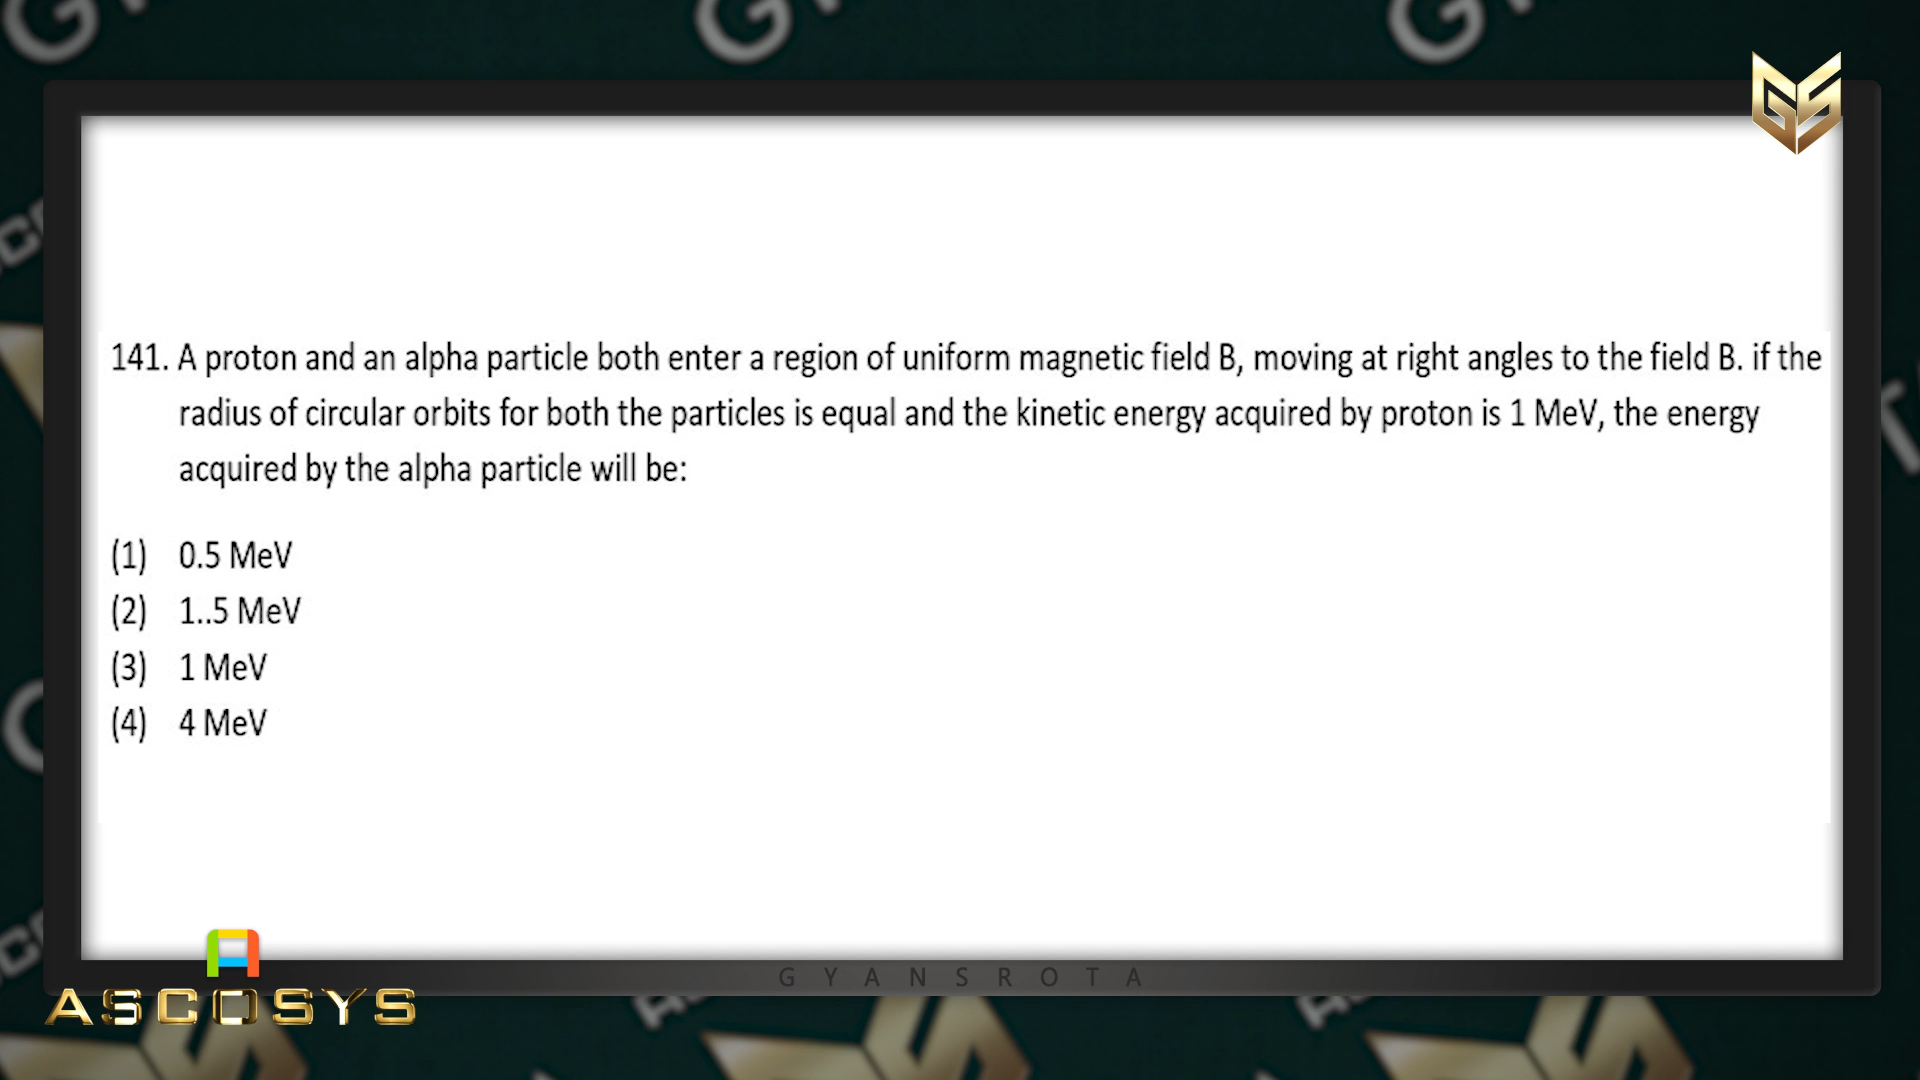 GS
141. A proton and an alpha particle both enter a region of uniform magnetic field B, moving at right angles to the field B. if the
radius of circular orbits for both the particles is equal and the kinetic energy acquired by proton is 1 MeV, the energy
acquired by the alpha particle will be:
(1) 0.5 MeV
(2) 1..5 MeV
(3) 1 MeV
(4) 4 MeV
GYANSROTA
ASCOSYS